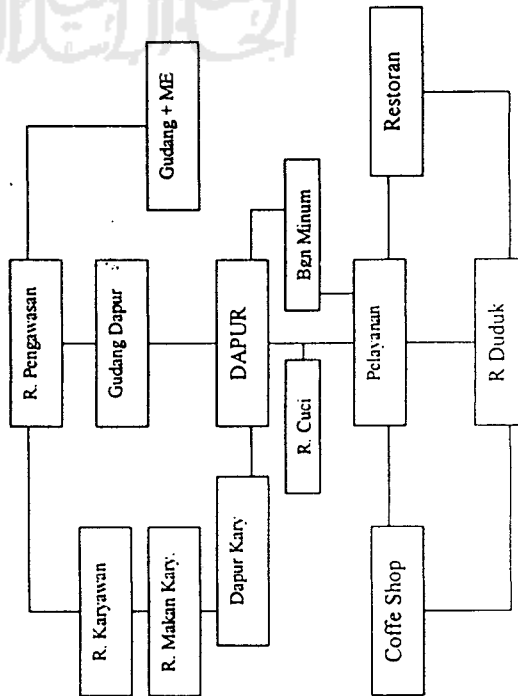 R. Pengawasan
Gudang + ME
R. Karyawan
Gudang Dapur
R. Makan Kary.
Dapur Kary
DAPUR
Bgn Minum
R. Cuci
Coffe Shop
Pelayanan
Restoran
R Duduk